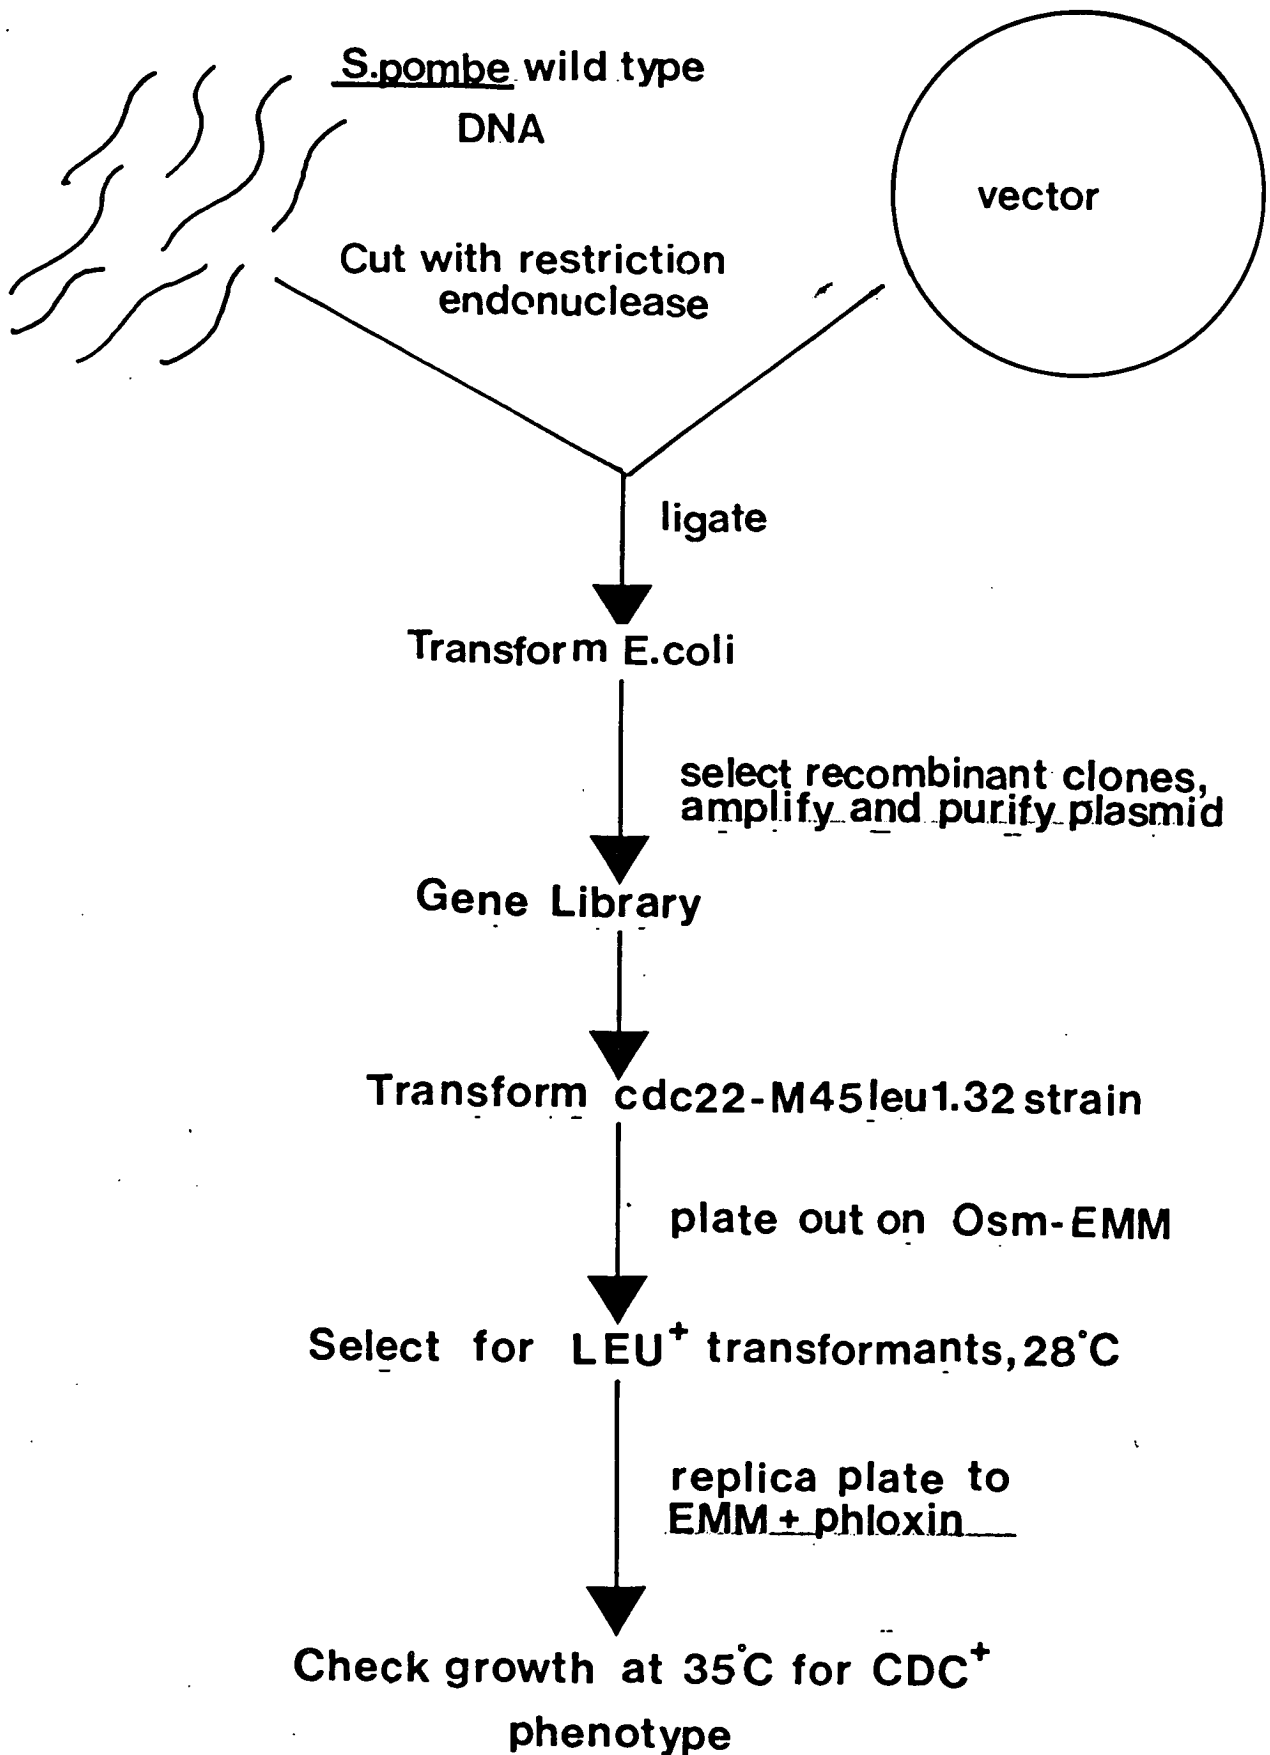 S.pombe wild type
DNA
vector
Cut with restriction
endonuclease
ligate
Transform E.coli
select recombinant clones,
amplify and purify plasmid
Gene Library
Transform cdc22-M45 leu1.32 strain
plate out on Osm-EMM
Select for LEU⁺ transformants, 28°C
replica plate to
EMM + phloxin
Check growth at 35°C for CDC⁺
phenotype